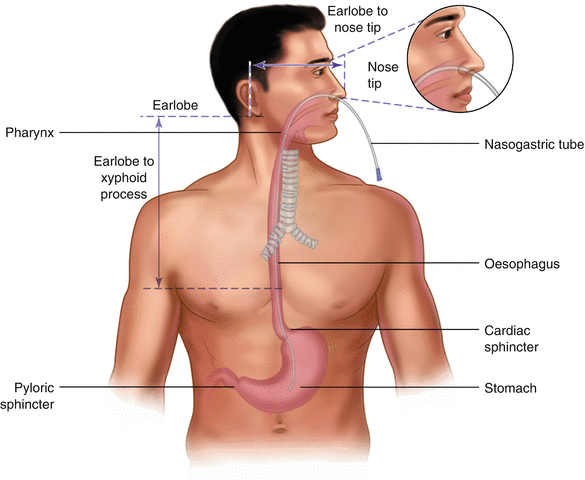 Earlobe to
nose tip
Nose
tip
Earlobe
Pharynx
Nasogastric tube
Earlobe to
xyphoid
process
Oesophagus
Cardiac
sphincter
Pyloric
sphincter
Stomach